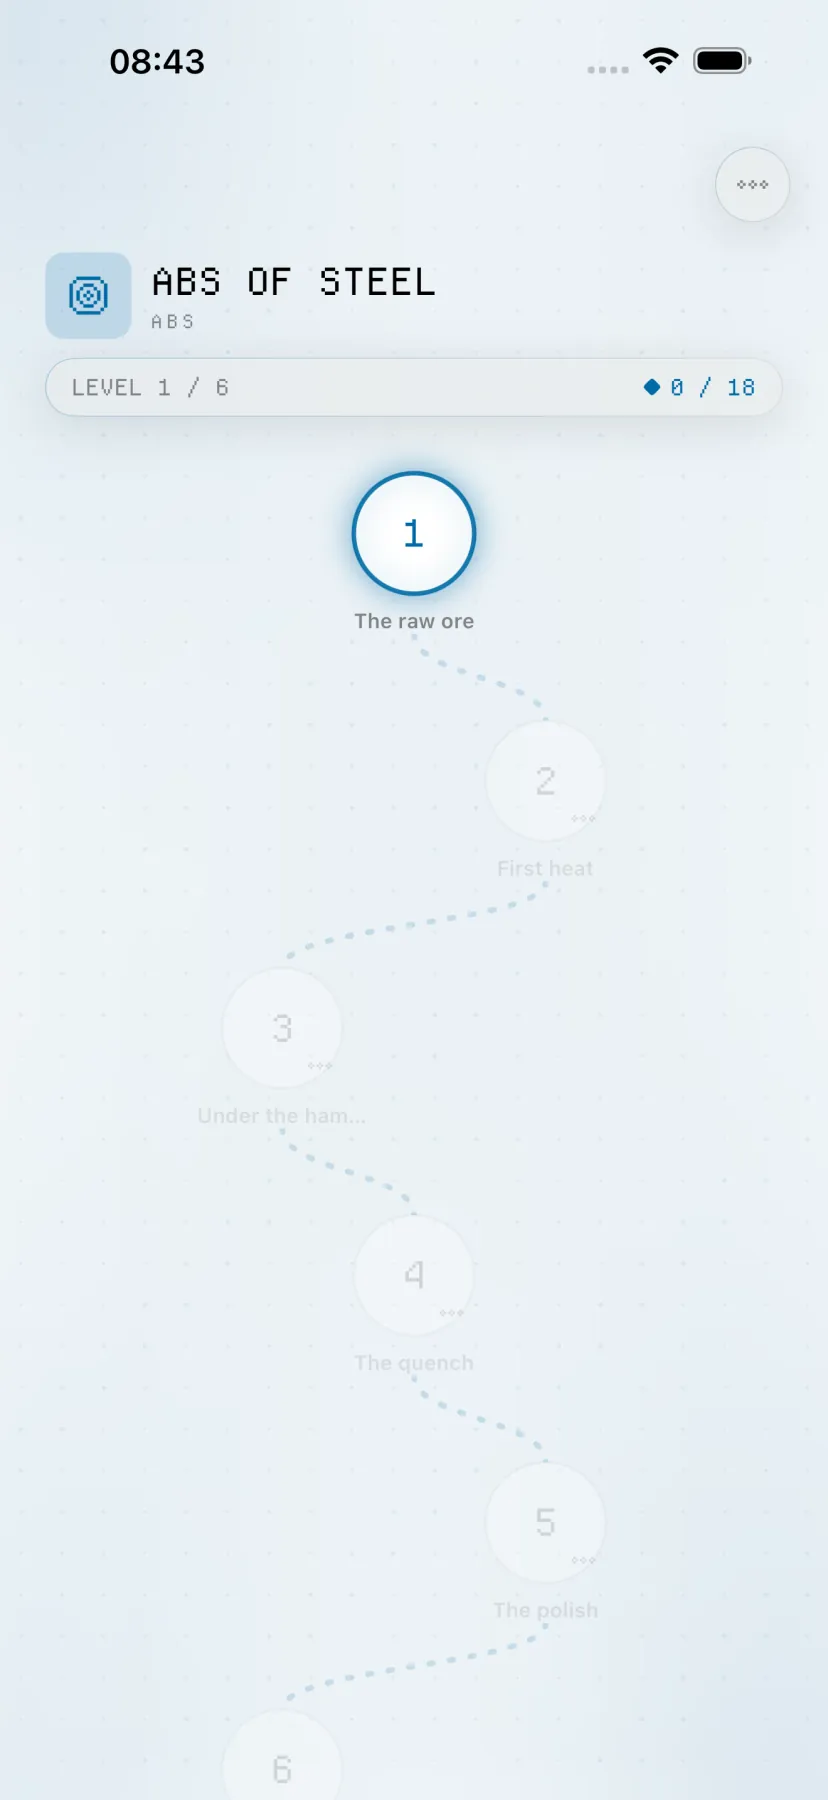 08:43
ABS OF STEEL
ABS
LEVEL 1 / 6
0 / 18
1
The raw ore
2
First heat
3
Under the ham...
4
The quench
5
The polish
6